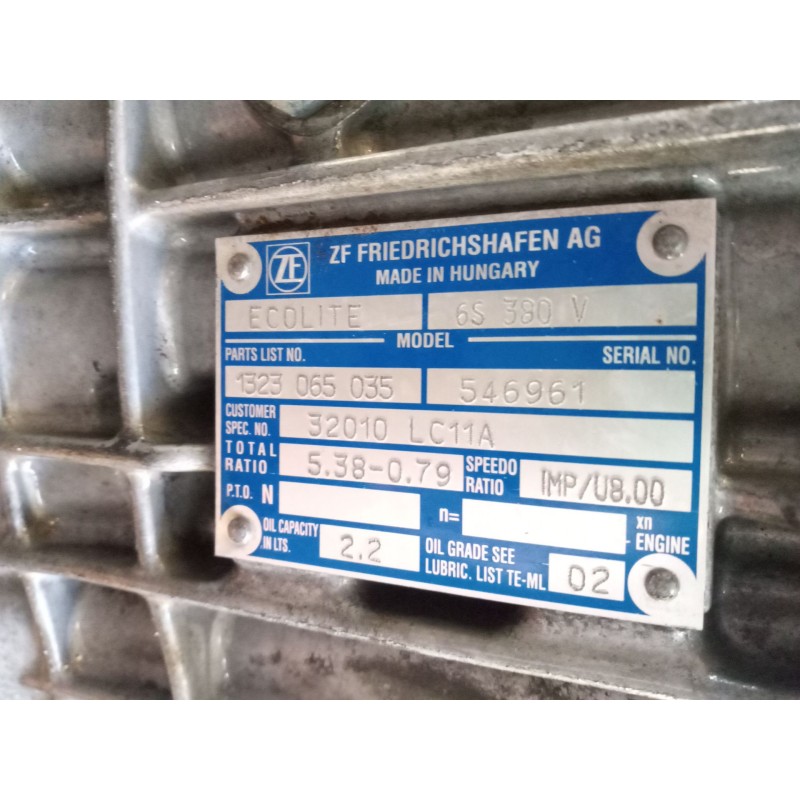 ZF
ZF FRIEDRICHSHAFEN AG
MADE IN HUNGARY
ECOLITE 6S 380 V
MODEL
PARTS LIST NO. SERIAL NO.
1323 065 035 546961
CUSTOMER SPEC. NO. 32010 LC11A
TOTAL RATIO 5.38-0.79 SPEEDO RATIO IMP/U8.00
P.T.O. N n= xn ENGINE
OIL CAPACITY IN LTS. 2.2 OIL GRADE SEE LUBRIC. LIST TE-ML 02